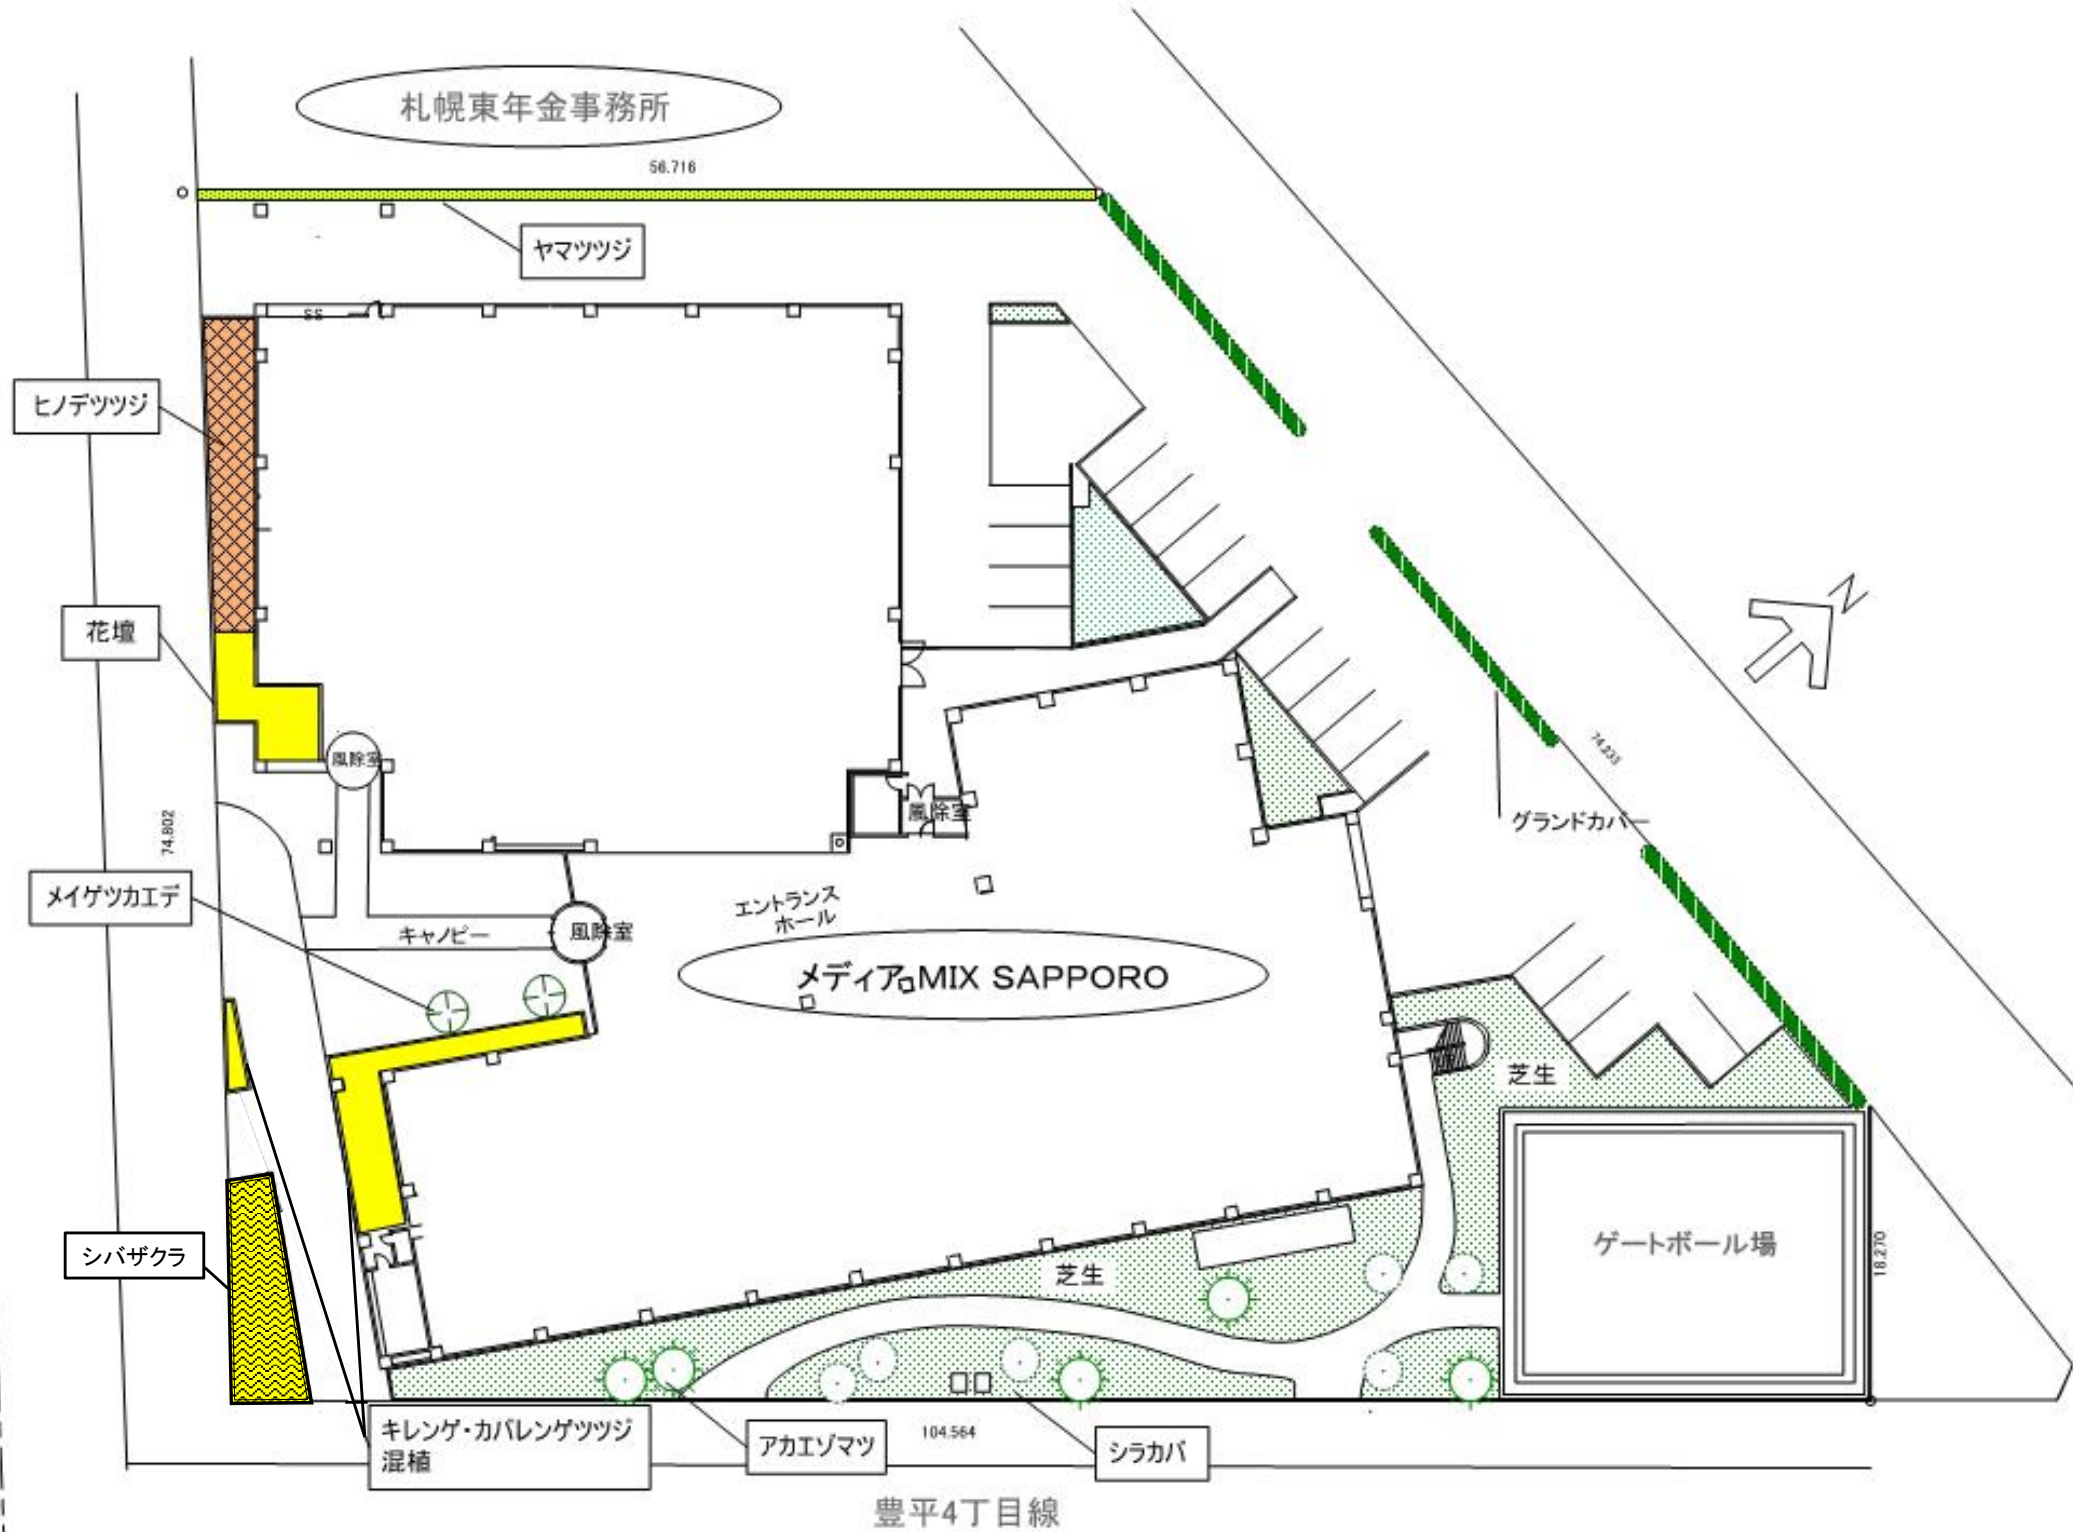 札幌東年金事務所
56.716
ヤマツツジ
SS
ヒノデツツジ
花壇
N
風除室
74.233
74.802
風除室
グランドカバー
メイゲツカエデ
エントランス
ホール
キャノピー
風除室
メディアMIX SAPPORO
芝生
シバザクラ
芝生
ゲートボール場
18.270
キレンゲ・カバレンゲツツジ
混植
アカエゾマツ
104.564
シラカバ
豊平4丁目線